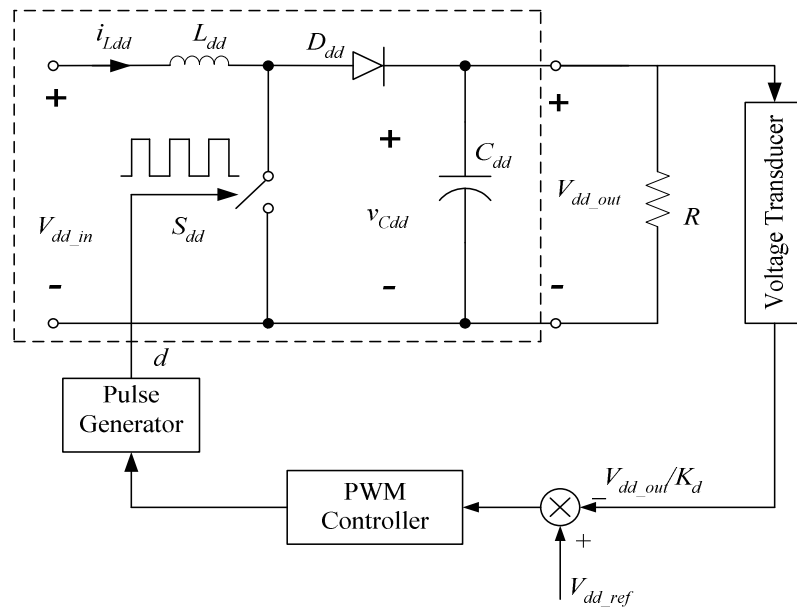 i_Ldd L_dd D_dd
+ +
+ C_dd
V_dd_in S_dd v_Cdd V_dd_out R
- - -
Voltage Transducer
d
Pulse
Generator
PWM
Controller
− V_dd_out/K_d
+
V_dd_ref